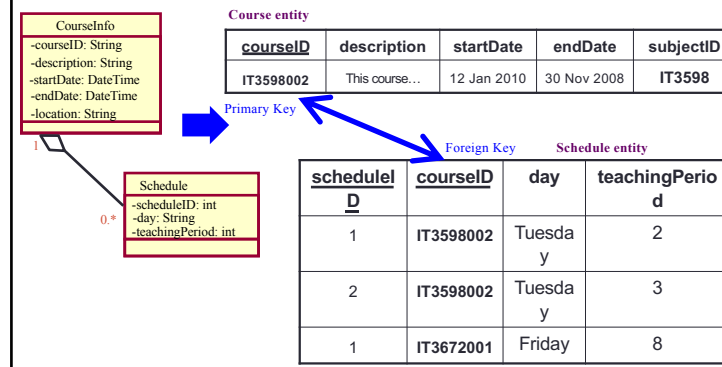 CourseInfo
-courseID: String
-description: String
-startDate: DateTime
-endDate: DateTime
-location: String
1
0.*
Schedule
-scheduleID: int
-day: String
-teachingPeriod: int
Course entity
courseID description startDate endDate subjectID
IT3598002 This course... 12 Jan 2010 30 Nov 2008 IT3598
Primary Key
Foreign Key Schedule entity
scheduleI courseID day teachingPerio
D d
1 IT3598002 Tuesda 2
y
2 IT3598002 Tuesda 3
y
1 IT3672001 Friday 8